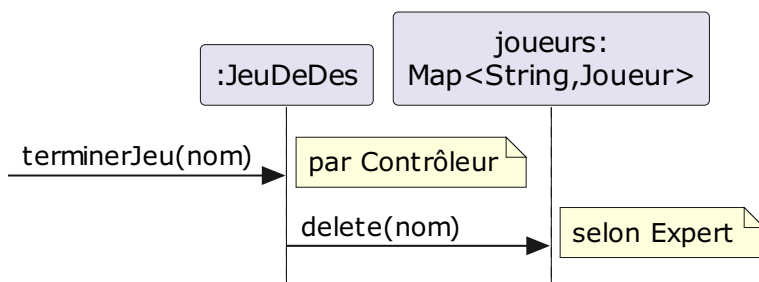 :JeuDeDes
joueurs:
Map<String,Joueur>
terminerJeu(nom)
par Contrôleur
delete(nom)
selon Expert